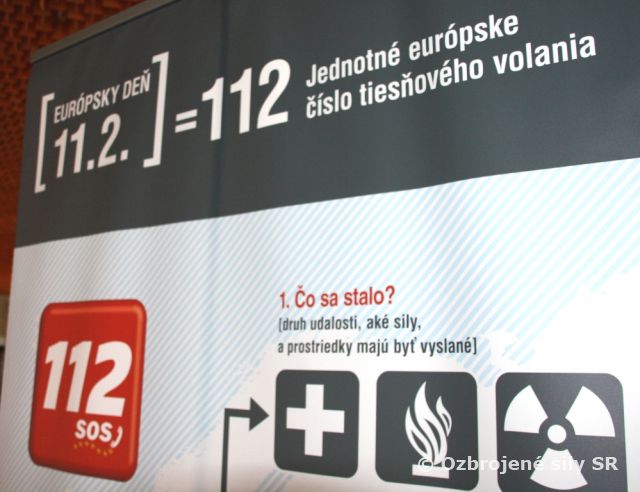 [EURÓPSKY DEŇ
11.2.] =112
Jednotné európske
číslo tiesňového volania
1. Čo sa stalo?
[druh udalosti, aké sily,
a prostriedky majú byť vyslané]
112
SOS
© Ozbrojené sily SR